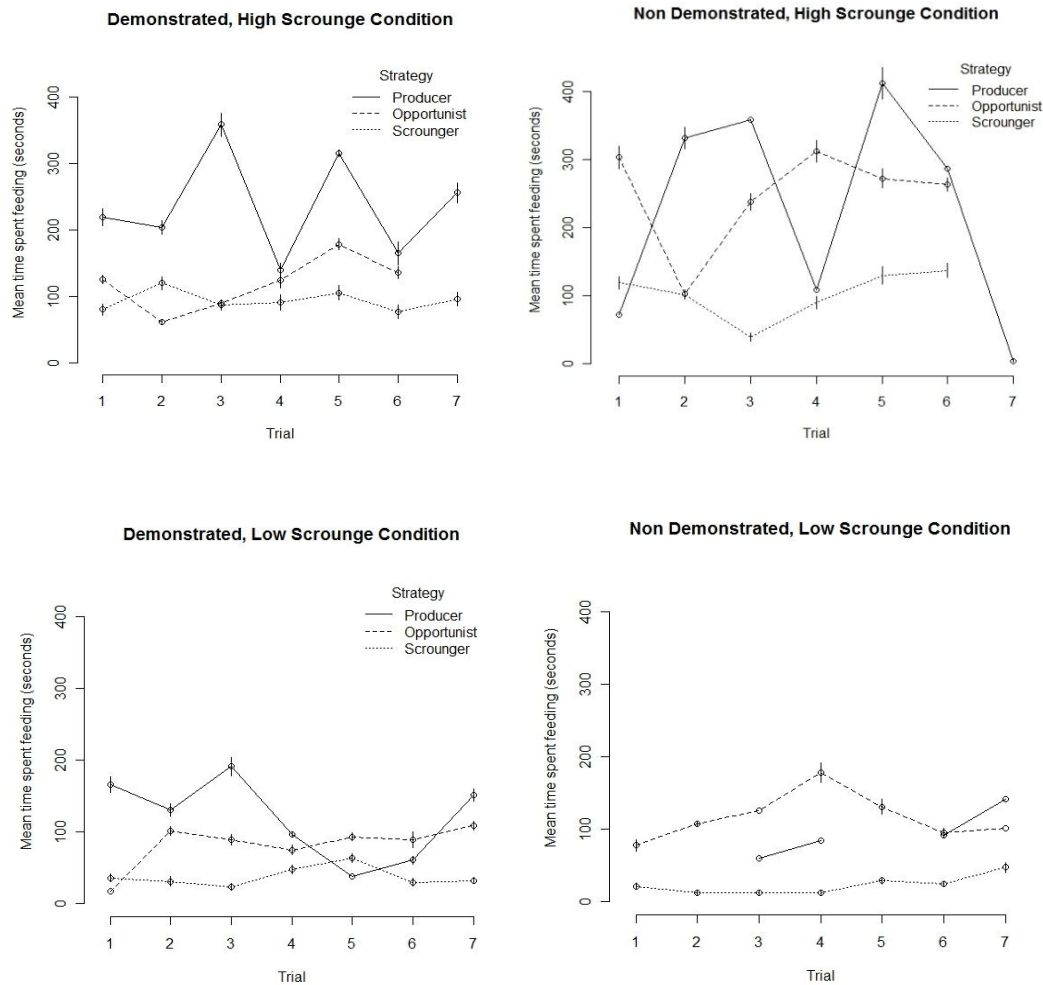 Demonstrated, High Scrounge Condition
Strategy
Producer
Opportunist
Scrounger
Mean time spent feeding (seconds)
400
300
200
100
0
1 2 3 4 5 6 7
Trial
Non Demonstrated, High Scrounge Condition
Strategy
Producer
Opportunist
Scrounger
Mean time spent feeding (seconds)
400
300
200
100
0
1 2 3 4 5 6 7
Trial
Demonstrated, Low Scrounge Condition
Strategy
Producer
Opportunist
Scrounger
Mean time spent feeding (seconds)
400
300
200
100
0
1 2 3 4 5 6 7
Trial
Non Demonstrated, Low Scrounge Condition
Mean time spent feeding (seconds)
400
300
200
100
0
1 2 3 4 5 6 7
Trial